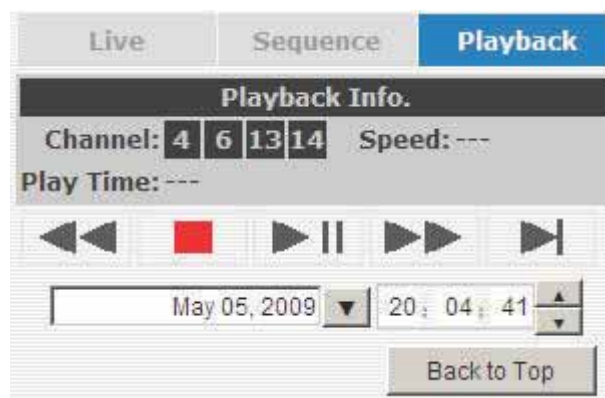 Live Sequence Playback
Playback Info.
Channel: 4 6 13 14 Speed: ---
Play Time: ---
May 05, 2009 20: 04: 41
Back to Top